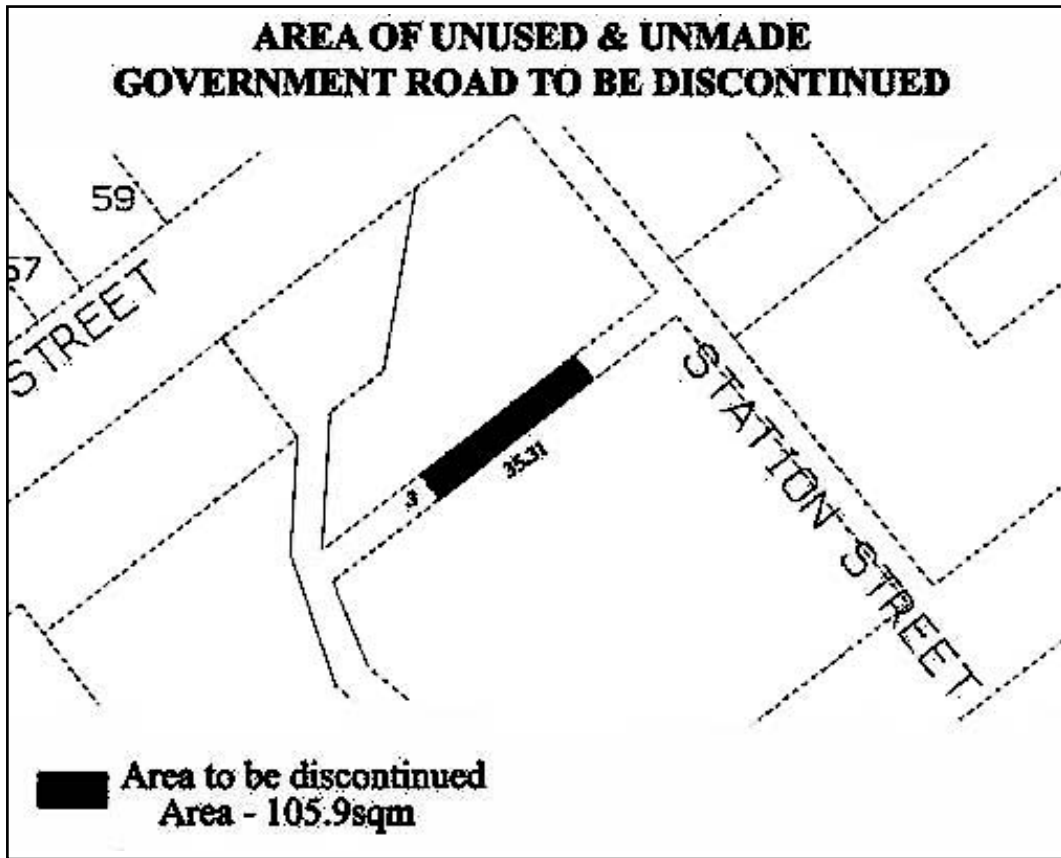 AREA OF UNUSED & UNMADE
GOVERNMENT ROAD TO BE DISCONTINUED
59
57
STREET
3
35.31
STATION STREET
Area to be discontinued
Area - 105.9sqm